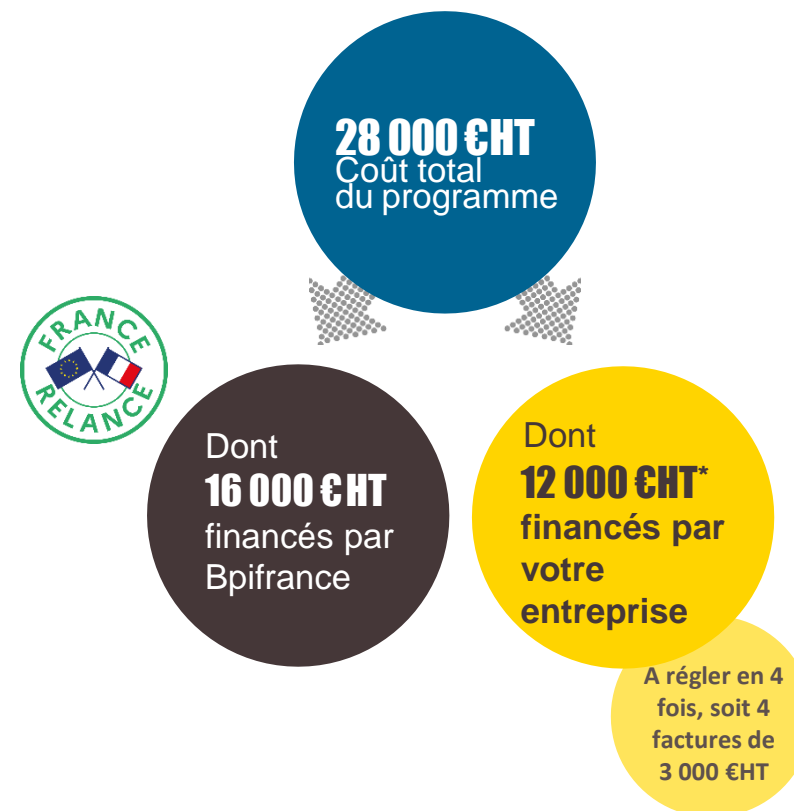 28 000 €HT
Coût total
du programme
FRANCE
RELANCE
Dont
16 000 € HT
financés par
Bpifrance
Dont
12 000 €HT*
financés par
votre
entreprise
A régler en 4
fois, soit 4
factures de
3 000 €HT